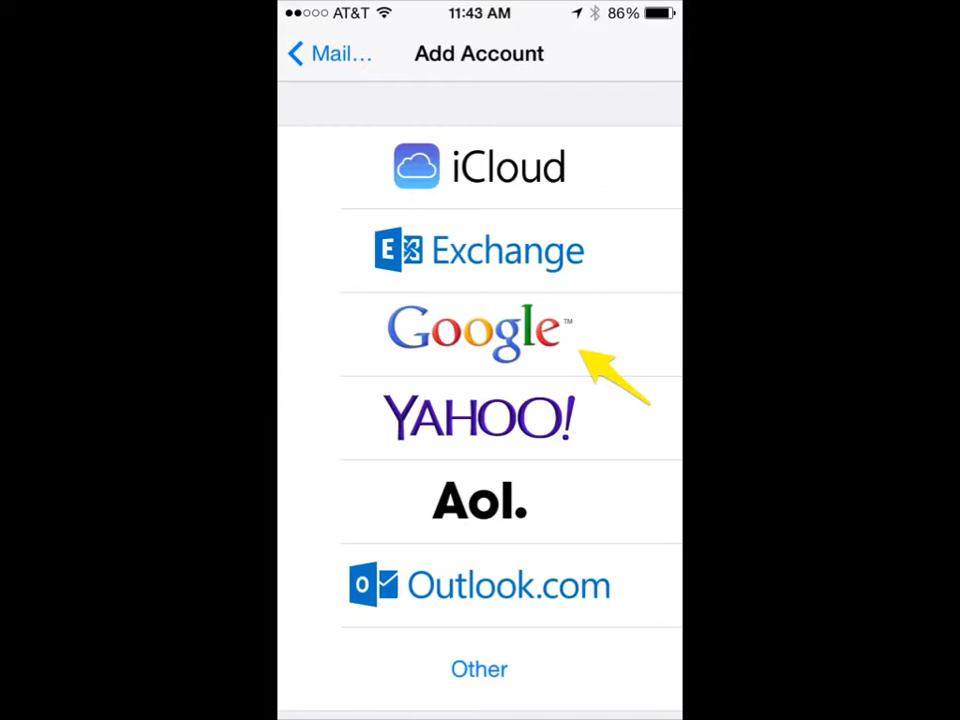 AT&T 11:43 AM 86%
Mail... Add Account
iCloud
E Exchange
Google™
YAHOO!
Aol.
O Outlook.com
Other